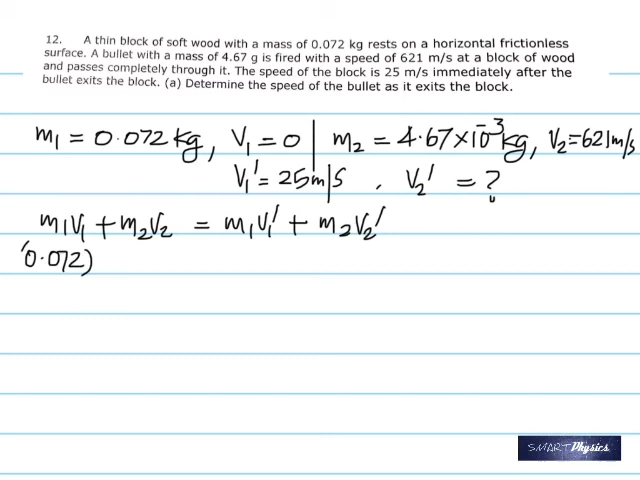 12. A thin block of soft wood with a mass of 0.072 kg rests on a horizontal frictionless
surface. A bullet with a mass of 4.67 g is fired with a speed of 621 m/s at a block of wood
and passes completely through it. The speed of the block is 25 m/s immediately after the
bullet exits the block. (a) Determine the speed of the bullet as it exits the block.
m₁ = 0.072 kg, V₁ = 0 | m₂ = 4.67 × 10⁻³ kg, V₂ = 621 m/s
V₁' = 25 m/s , V₂' = ?
m₁V₁ + m₂V₂ = m₁V₁' + m₂V₂'
(0.072)
SMART Physics